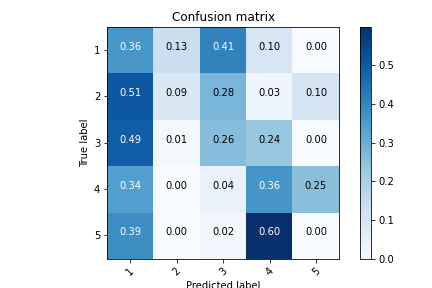 Confusion matrix
1 0.36 0.13 0.41 0.10 0.00
2 0.51 0.09 0.28 0.03 0.10
3 0.49 0.01 0.26 0.24 0.00
4 0.34 0.00 0.04 0.36 0.25
5 0.39 0.00 0.02 0.60 0.00
True label
1 2 3 4 5
Predicted label
0.5
0.4
0.3
0.2
0.1
0.0